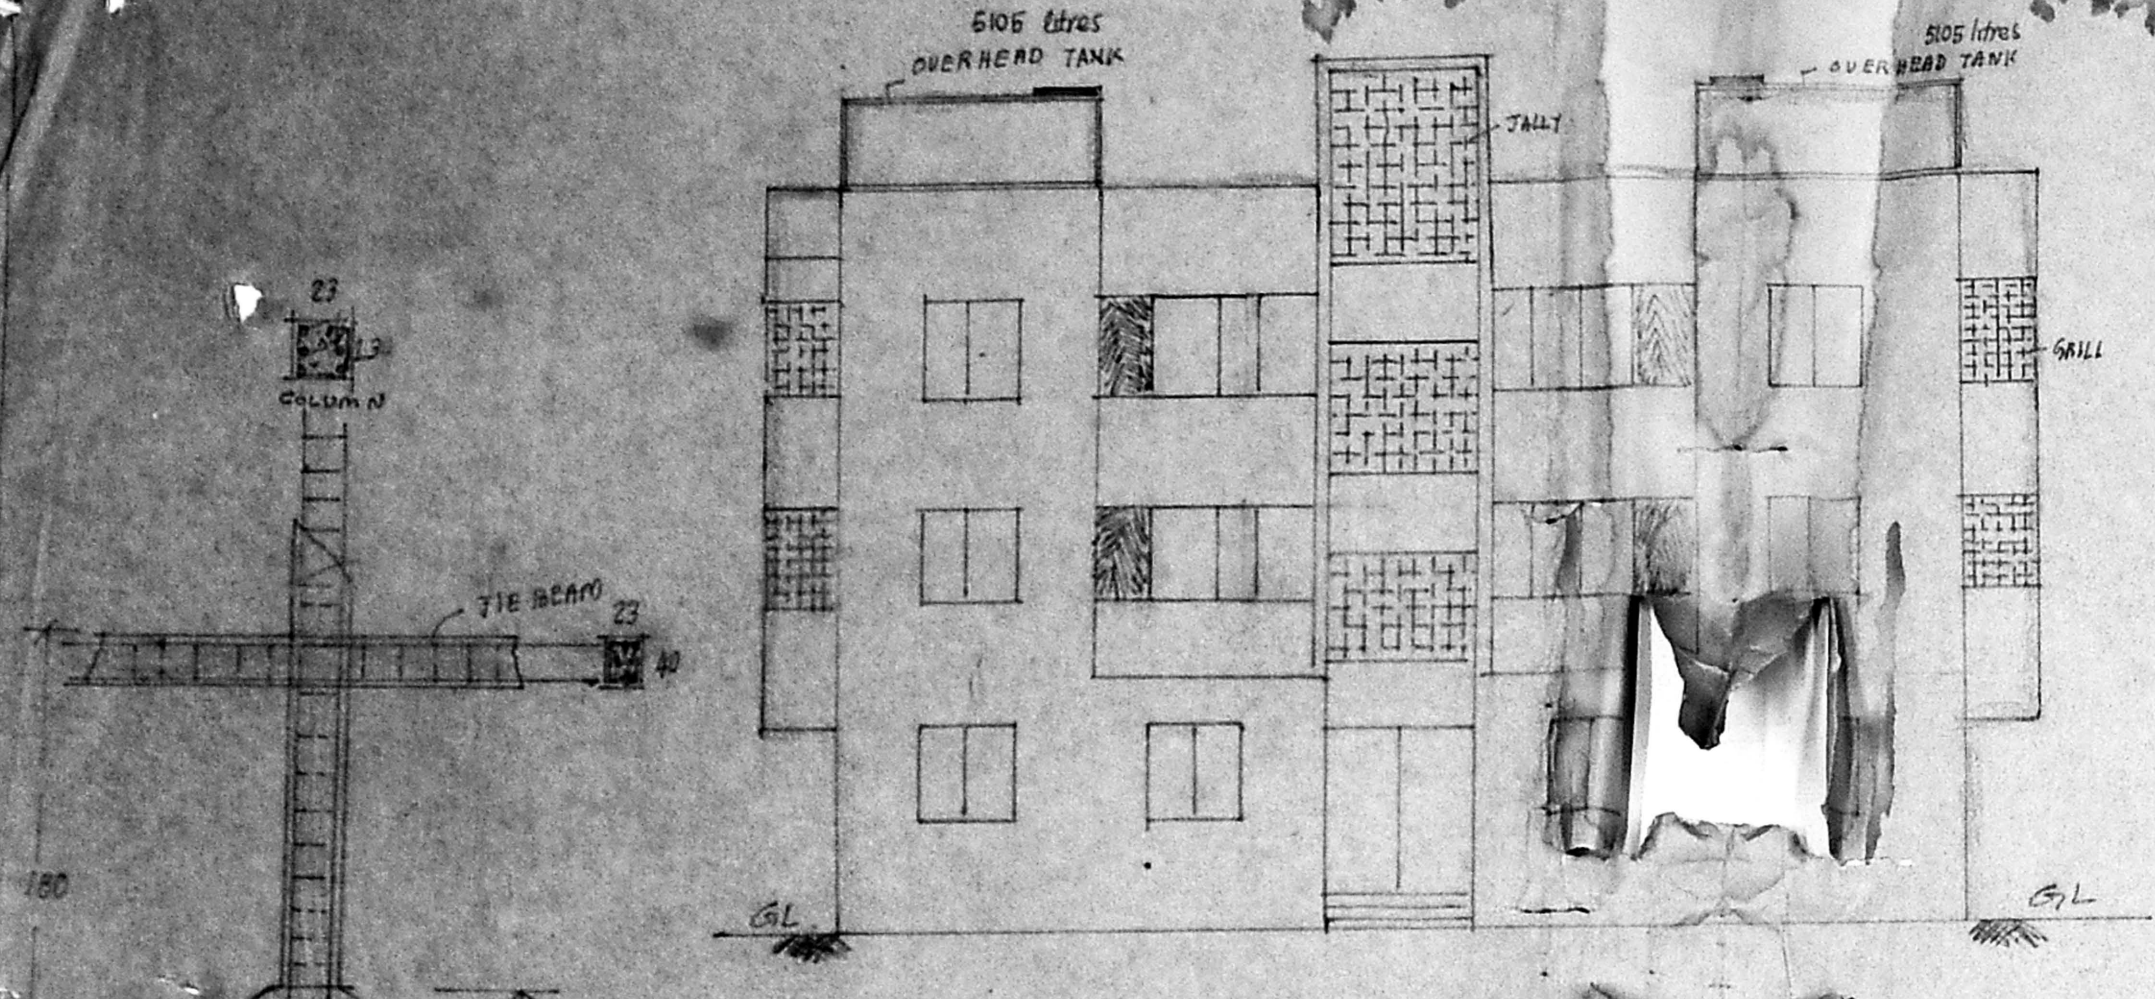 5105 litres
OVERHEAD TANK
5105 litres
OVERHEAD TANK
JALLY
23
COLUMN
GRILL
TIE BEAM
23
40
180
GL
GL